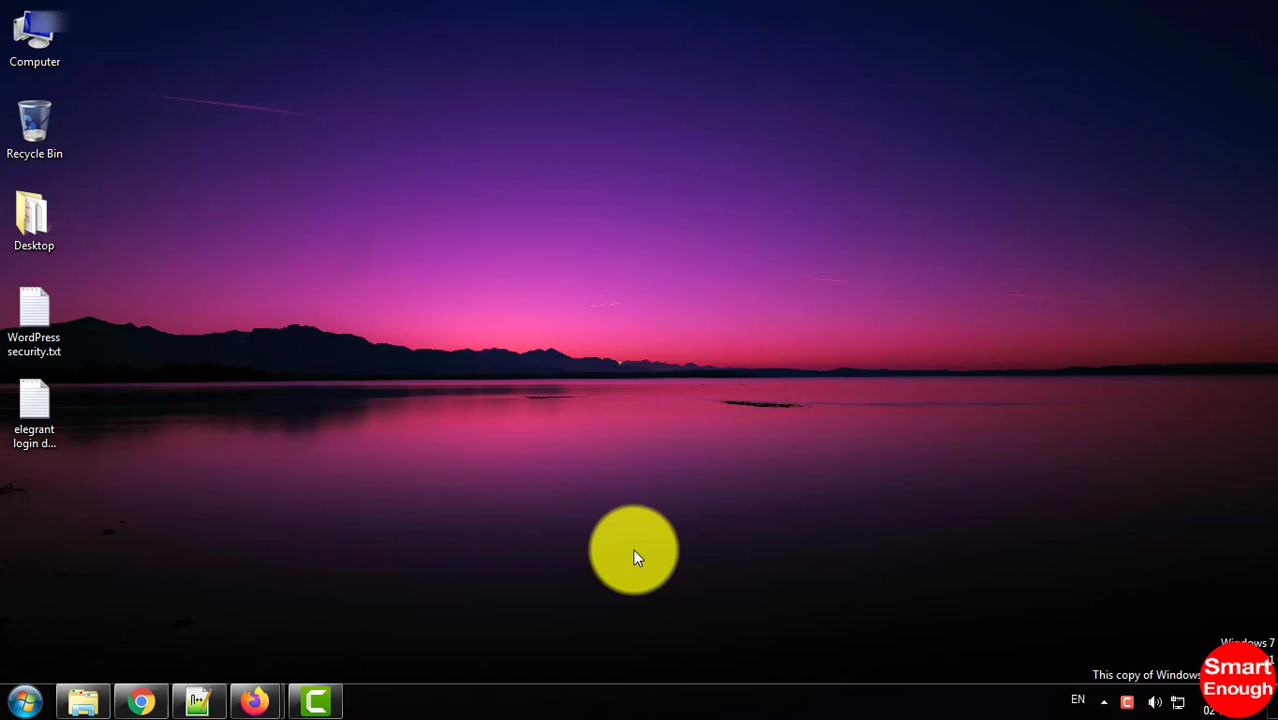 Computer
Recycle Bin
Desktop
WordPress
security.txt
elegrant
login d...
Windows 7
This copy of Windows
EN
Smart
Enough